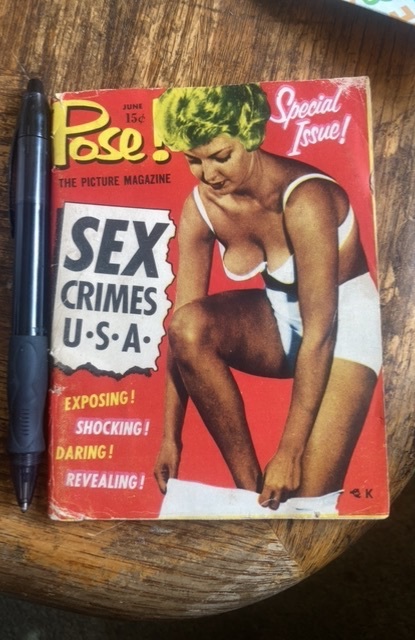 Pose!
JUNE
15¢
THE PICTURE MAGAZINE
Special
Issue!
SEX
CRIMES
U·S·A·
EXPOSING!
SHOCKING!
DARING!
REVEALING!
K